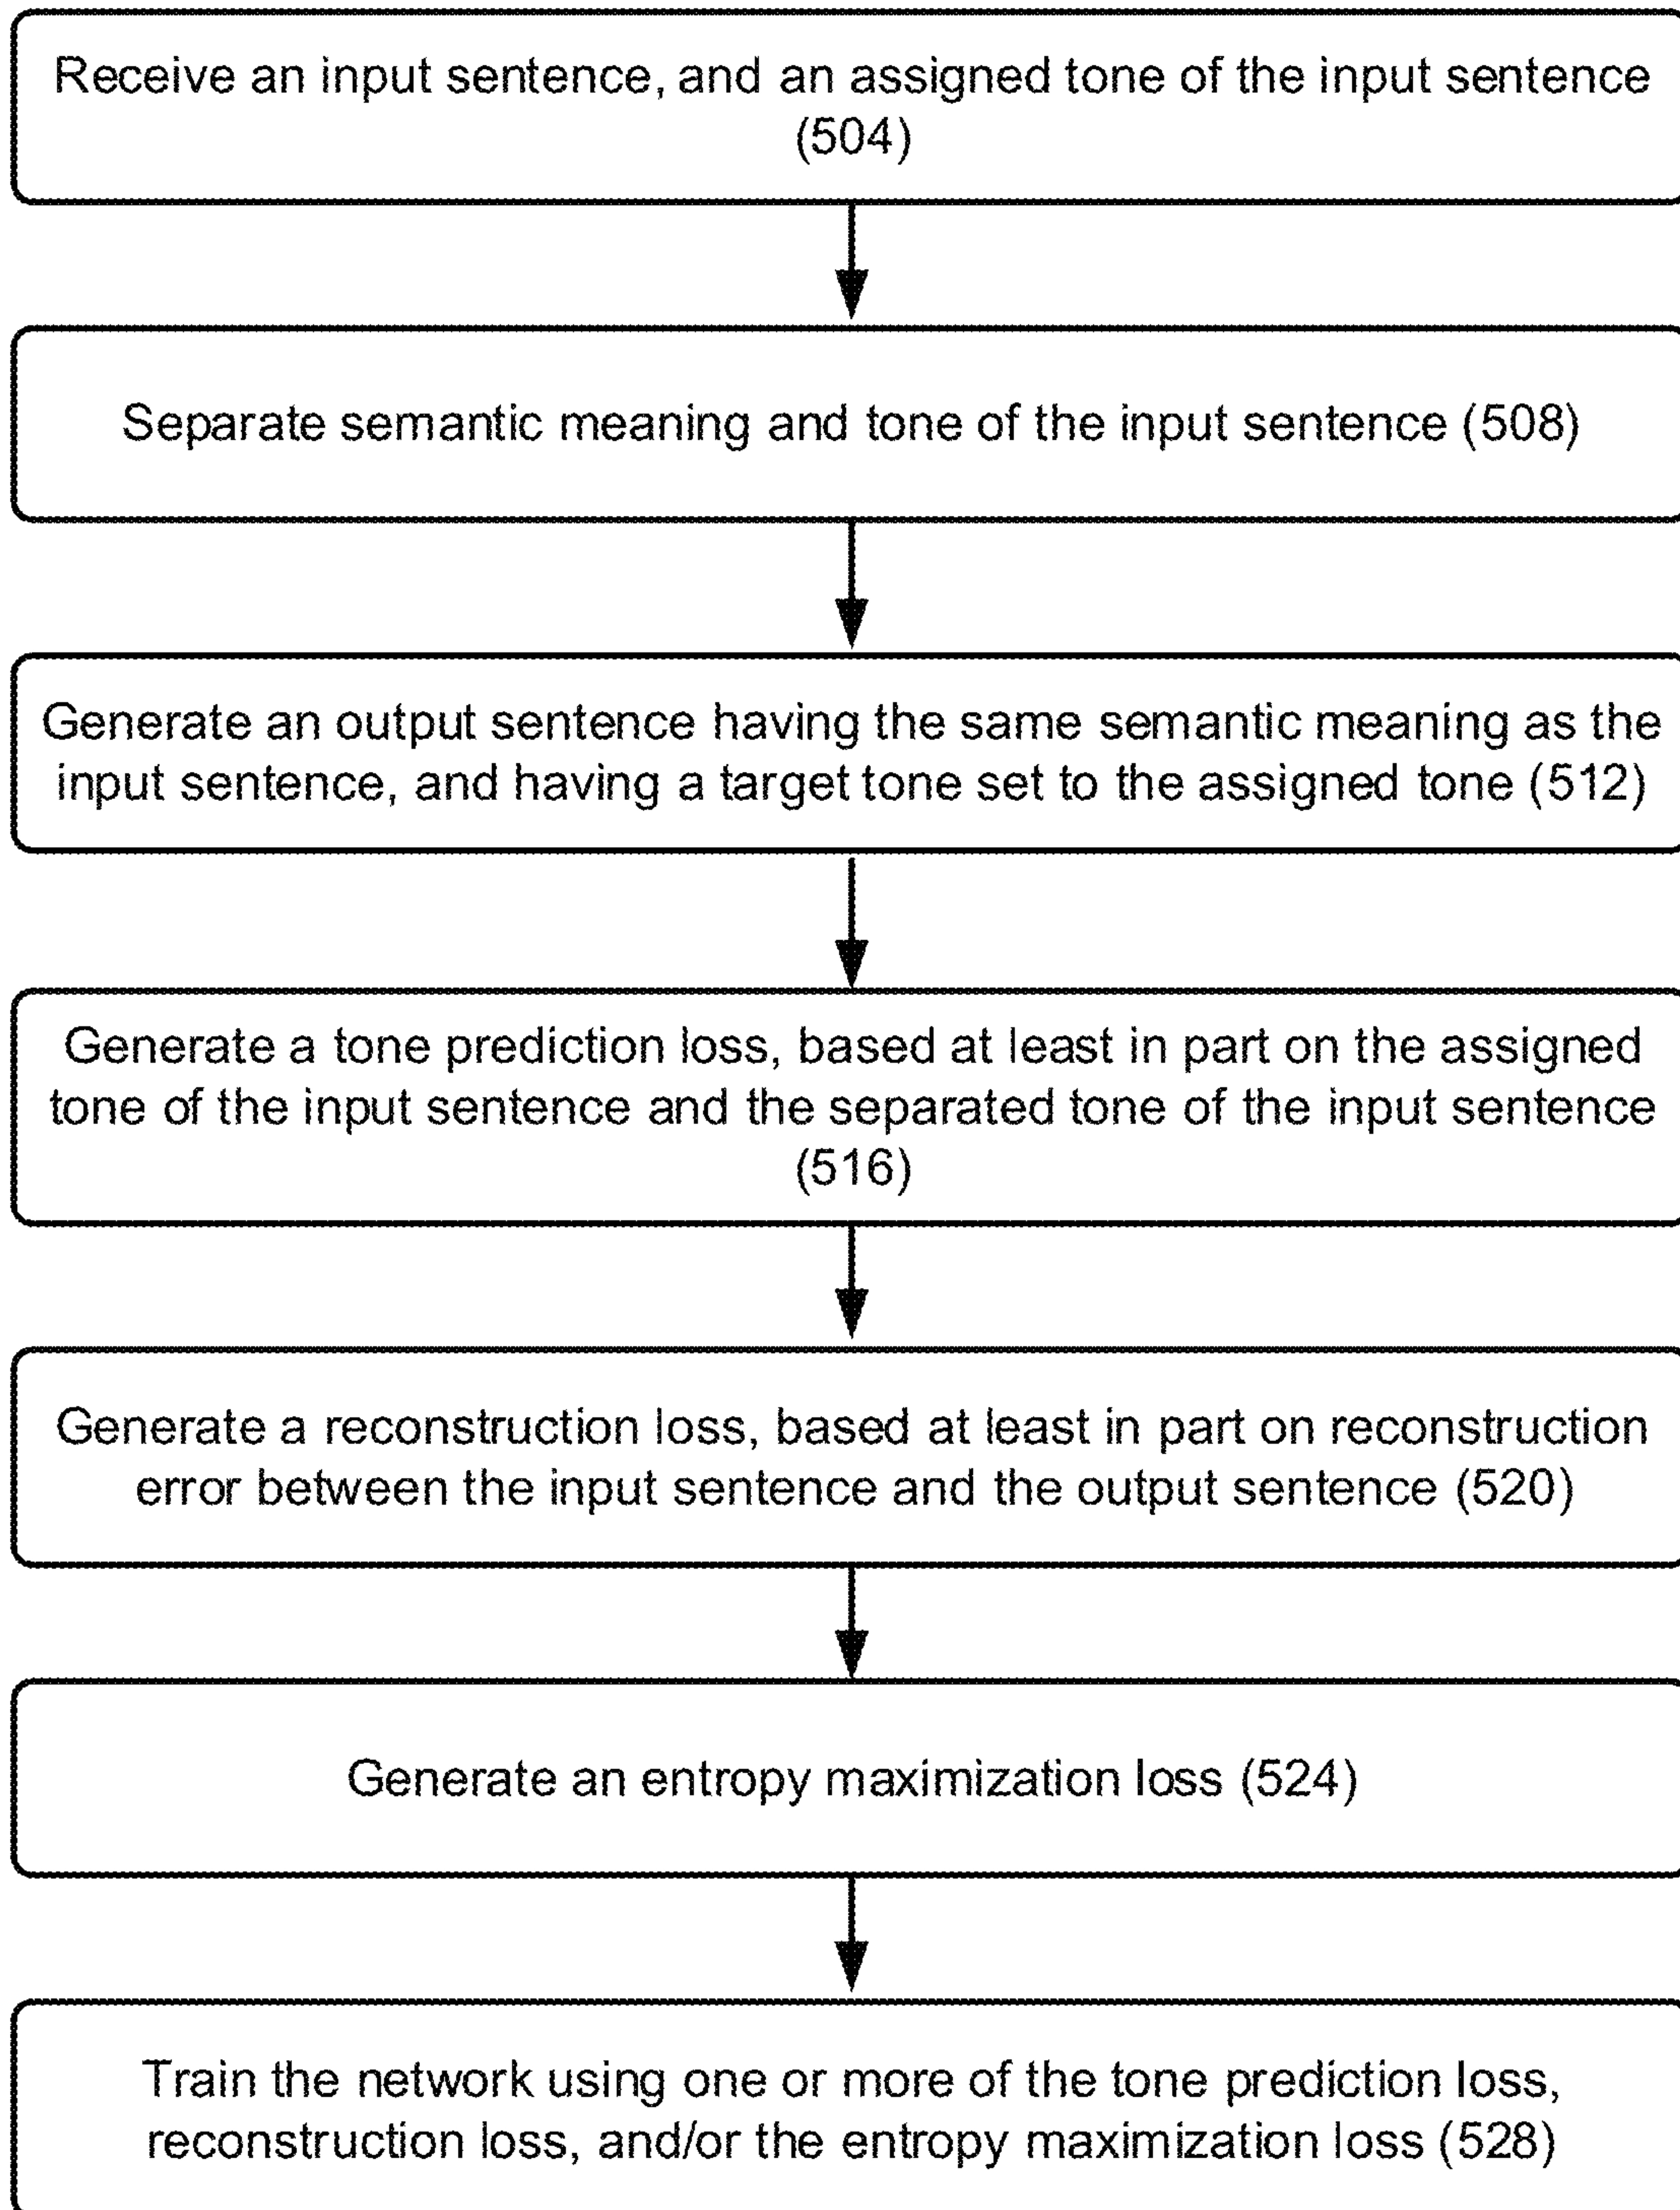 Receive an input sentence, and an assigned tone of the input sentence
(504)
Separate semantic meaning and tone of the input sentence (508)
Generate an output sentence having the same semantic meaning as the
input sentence, and having a target tone set to the assigned tone (512)
Generate a tone prediction loss, based at least in part on the assigned
tone of the input sentence and the separated tone of the input sentence
(516)
Generate a reconstruction loss, based at least in part on reconstruction
error between the input sentence and the output sentence (520)
Generate an entropy maximization loss (524)
Train the network using one or more of the tone prediction loss,
reconstruction loss, and/or the entropy maximization loss (528)